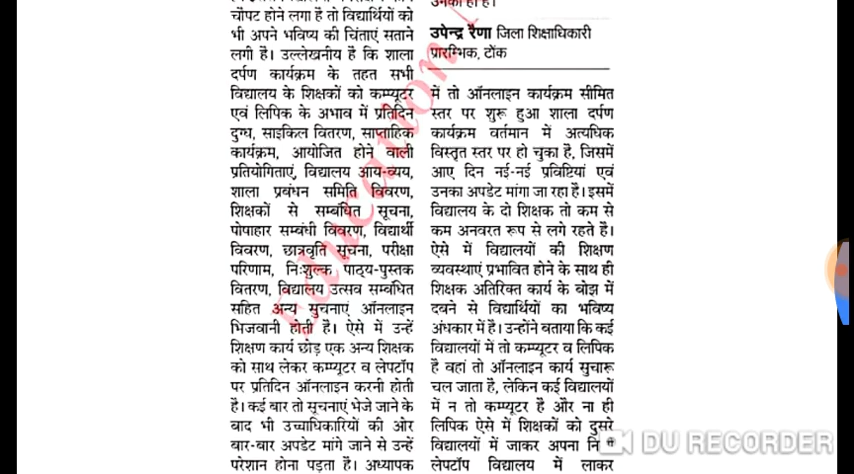 चौपट होने लगा है तो विद्यार्थियों को
भी अपने भविष्य की चिंताएं सताने
लगी है। उल्लेखनीय है कि शाला
दर्पण कार्यक्रम के तहत सभी
विद्यालय के शिक्षकों को कम्प्यूटर
एवं लिपिक के अभाव में प्रतिदिन
दुग्ध, साइकिल वितरण, साप्ताहिक
कार्यक्रम, आयोजित होने वाली
प्रतियोगिताएं, विद्यालय आय-व्यय,
शाला प्रबंधन समिति विवरण,
शिक्षकों से सम्बंधित सूचना,
पोषाहार सम्बंधी विवरण, विद्यार्थी
विवरण, छात्रवृति सूचना, परीक्षा
परिणाम, निःशुल्क पाठ्य-पुस्तक
वितरण, विद्यालय उत्सव सम्बंधित
सहित अन्य सुचनाएं ऑनलाइन
भिजवानी होती है। ऐसे में उन्हें
शिक्षण कार्य छोड़ एक अन्य शिक्षक
को साथ लेकर कम्प्यूटर व लेपटॉप
पर प्रतिदिन ऑनलाइन करनी होती
है। कई बार तो सूचनाएं भेजे जाने के
बाद भी उच्चाधिकारियों की ओर
बार-बार अपडेट मांगे जाने से उन्हें
परेशान होना पड़ता है। अध्यापक
उनका हो है।
उपेन्द्र रैणा जिला शिक्षाधिकारी
प्रारम्भिक, टोंक
में तो ऑनलाइन कार्यक्रम सीमित
स्तर पर शुरू हुआ शाला दर्पण
कार्यक्रम वर्तमान में अत्यधिक
विस्तृत स्तर पर हो चुका है, जिसमें
आए दिन नई-नई प्रविष्टियां एवं
उनका अपडेट मांगा जा रहा है। इसमें
विद्यालय के दो शिक्षक तो कम से
कम अनवरत रूप से लगे रहते है।
ऐसे में विद्यालयों की शिक्षण
व्यवस्थाएं प्रभावित होने के साथ ही
शिक्षक अतिरिक्त कार्य के बोझ में
दबने से विद्यार्थियों का भविष्य
अंधकार में है। उन्होंने बताया कि कई
विद्यालयों में तो कम्प्यूटर व लिपिक
है वहां तो ऑनलाइन कार्य सुचारू
चल जाता है, लेकिन कई विद्यालयों
में न तो कम्प्यूटर है और ना ही
लिपिक ऐसे में शिक्षकों को दुसरे
विद्यालयों में जाकर अपना
लेपटॉप विद्यालय में लाकर
Education
DU RECORDER